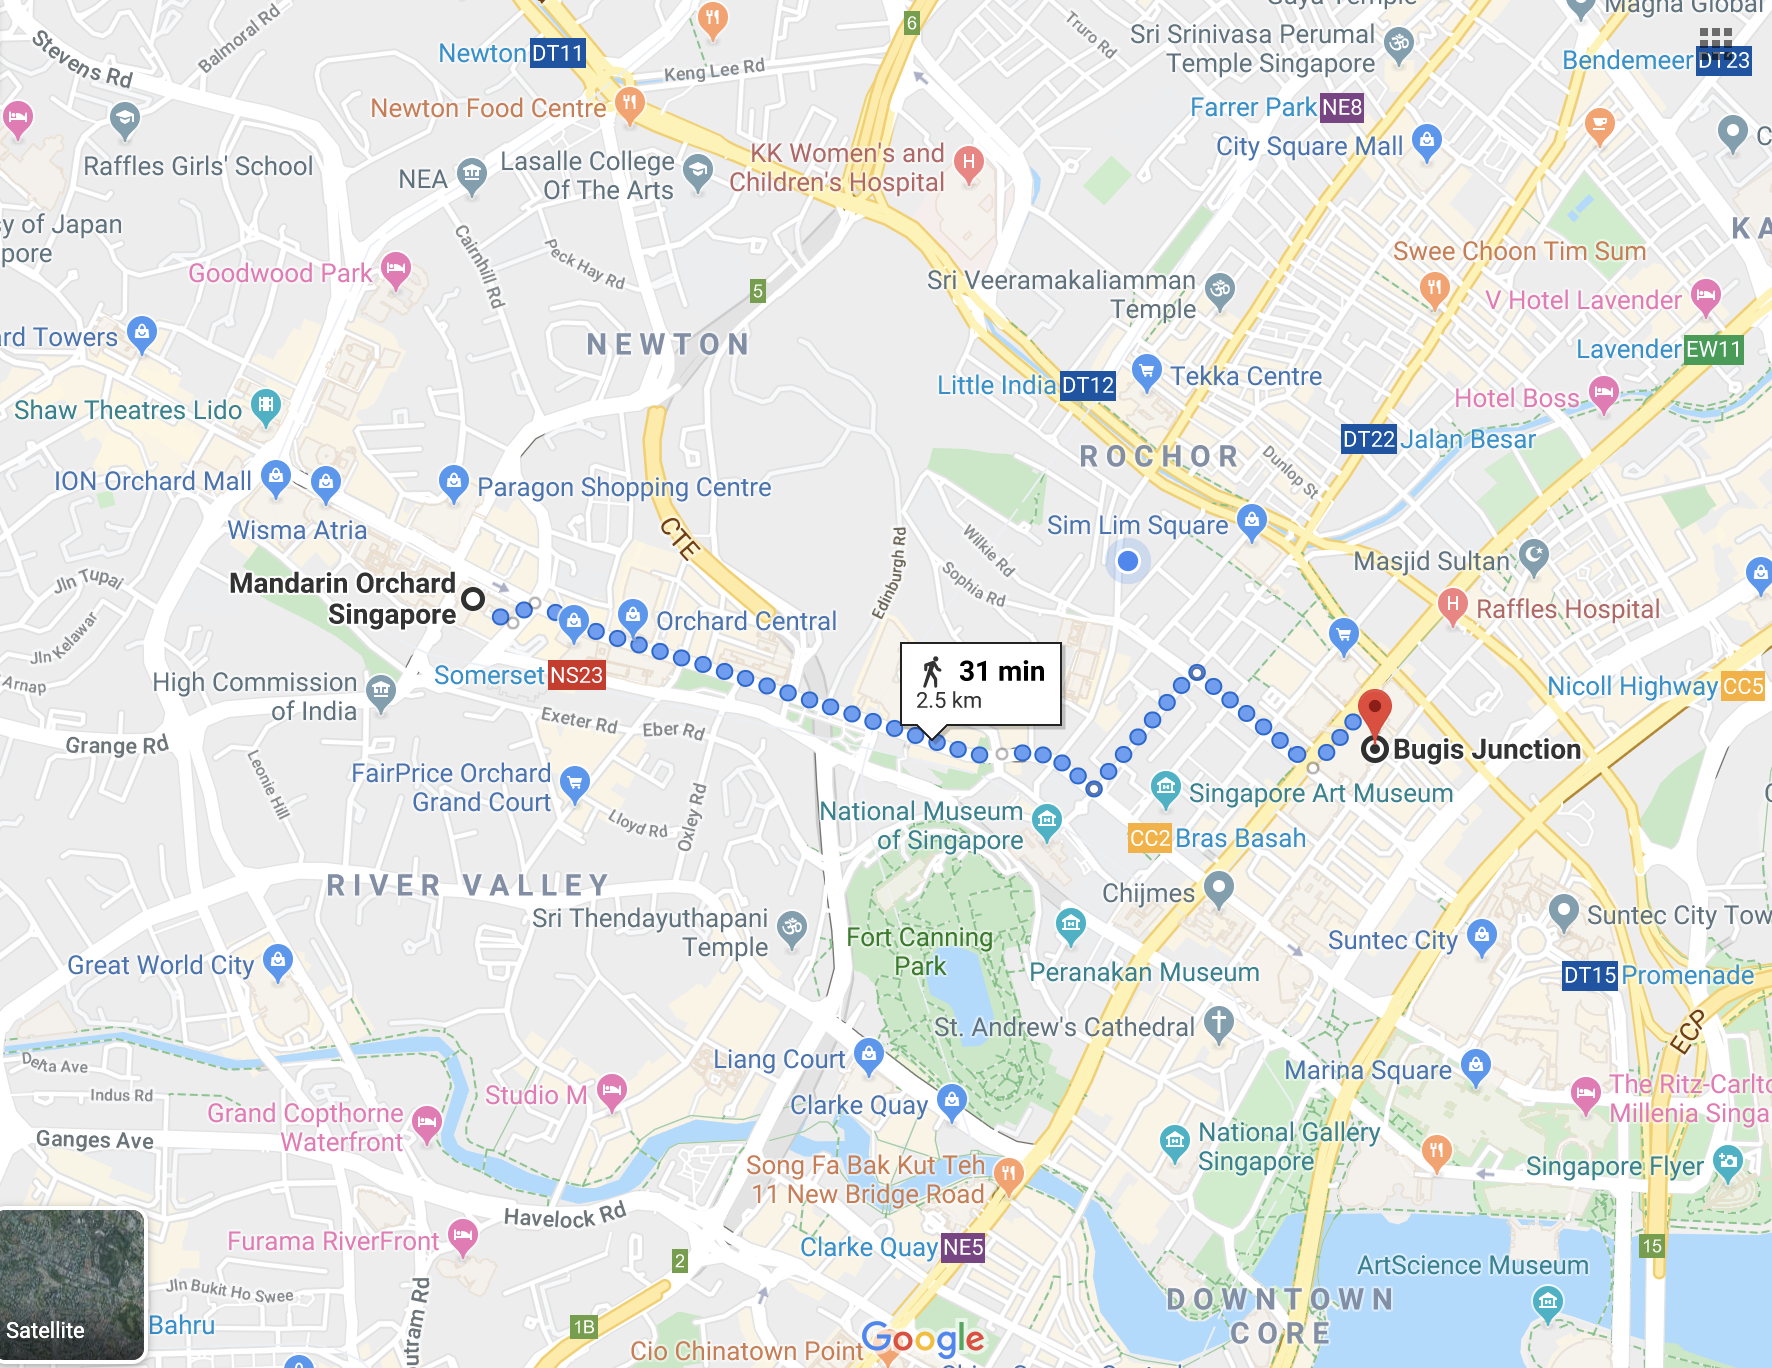 Stevens Rd
Balmoral Rd
Newton DT11
Keng Lee Rd
6
Truro Rd
Sri Srinivasa Perumal
Temple Singapore
Magna Global
Bendemeer DT23
Newton Food Centre
Farrer Park NE8
City Square Mall
Raffles Girls' School
NEA
Lasalle College
Of The Arts
KK Women's and
Children's Hospital
C
sy of Japan
pore
Cairnhill Rd
Peck Hay Rd
KA
Goodwood Park
5
Sri Veeramakaliamman
Temple
Swee Choon Tim Sum
V Hotel Lavender
ard Towers
NEWTON
Lavender EW11
Little India DT12
Tekka Centre
Hotel Boss
Shaw Theatres Lido
DT22 Jalan Besar
ROCHOR
Dunlop St
ION Orchard Mall
Paragon Shopping Centre
Wisma Atria
CTE
Edinburgh Rd
Wilkie Rd
Sophia Rd
Sim Lim Square
Masjid Sultan
Jln Tupai
Mandarin Orchard
Singapore
Jln Kelawar
Orchard Central
Raffles Hospital
Arnap
High Commission
of India
Somerset NS23
31 min
2.5 km
Nicoll Highway CC5
Exeter Rd
Eber Rd
Grange Rd
Bugis Junction
Leonie Hill
FairPrice Orchard
Grand Court
Lloyd Rd
Oxley Rd
National Museum
of Singapore
Singapore Art Museum
CC2 Bras Basah
RIVER VALLEY
Chijmes
Sri Thendayuthapani
Temple
Fort Canning
Park
Suntec City Tow
Suntec City
Great World City
Peranakan Museum
DT15 Promenade
St. Andrew's Cathedral
ECP
Delta Ave
Liang Court
Marina Square
Indus Rd
Studio M
Clarke Quay
The Ritz-Carlto
Millenia Singa
Grand Copthorne
Waterfront
Ganges Ave
National Gallery
Singapore
Song Fa Bak Kut Teh
11 New Bridge Road
Singapore Flyer
Havelock Rd
Furama RiverFront
Clarke Quay NE5
2
15
ArtScience Museum
Jln Bukit Ho Swee
DOWNTOWN
CORE
Satellite
Bahru
utram Rd
1B
Google
Cio Chinatown Point